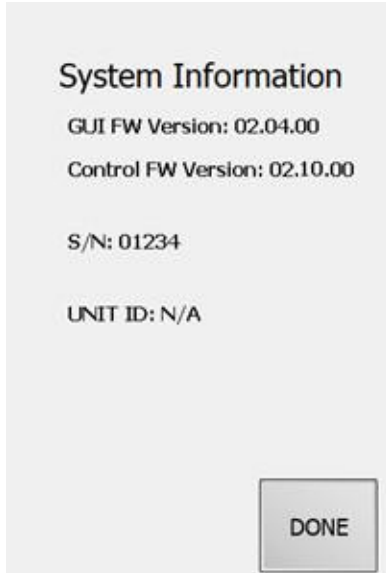 System Information
GUI FW Version: 02.04.00
Control FW Version: 02.10.00
S/N: 01234
UNIT ID: N/A
DONE